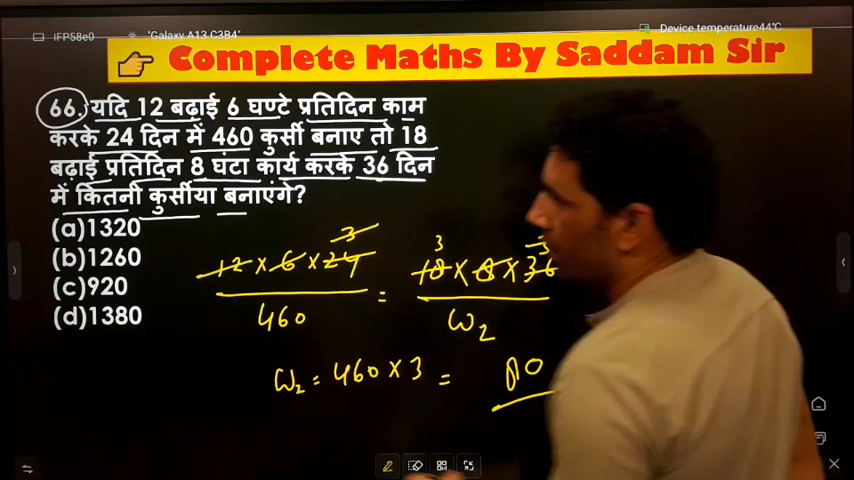 IFP58e0 "Galaxy A13 C3B4" Device temperature44℃
Complete Maths By Saddam Sir
66. यदि 12 बढ़ाई 6 घण्टे प्रतिदिन काम
करके 24 दिन में 460 कुर्सी बनाए तो 18
बढ़ाई प्रतिदिन 8 घंटा कार्य करके 36 दिन
में कितनी कुर्सीया बनाएंगे?
(a)1320
(b)1260
(c)920
(d)1380
3 3 3
12 × 6 × 24 = 18 × 8 × 36
460 W2
W2 = 460 × 3 =